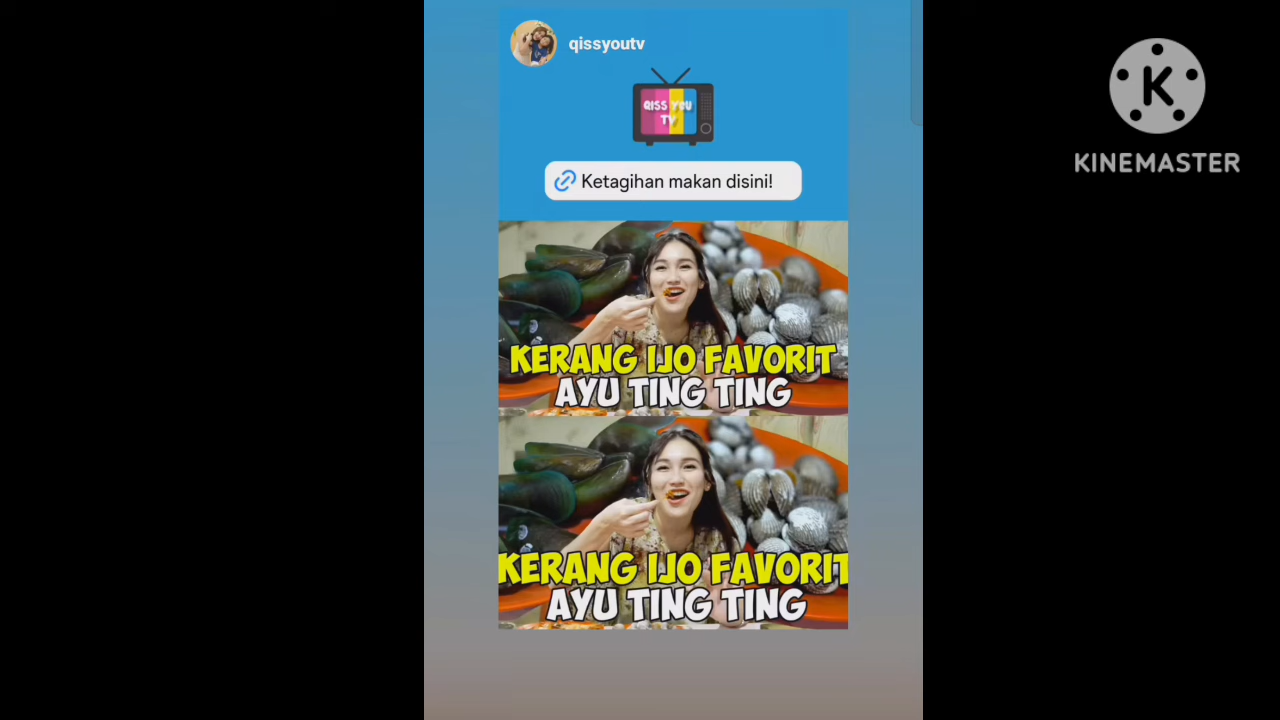 qissyoutv
QISS YOU
TV
Ketagihan makan disini!
KERANG IJO FAVORIT
AYU TING TING
KERANG IJO FAVORIT
AYU TING TING
K
KINEMASTER